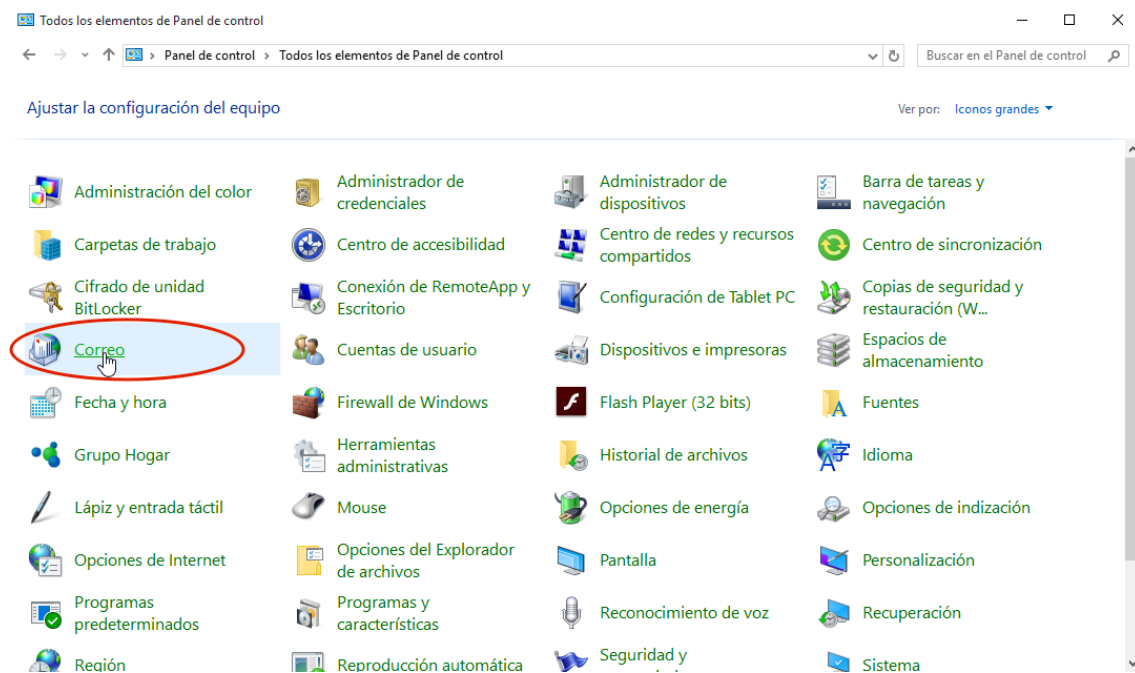 Todos los elementos de Panel de control
Panel de control > Todos los elementos de Panel de control
Buscar en el Panel de control
Ajustar la configuración del equipo
Ver por: Iconos grandes
Administración del color
Administrador de
credenciales
Administrador de
dispositivos
Barra de tareas y
navegación
Carpetas de trabajo
Centro de accesibilidad
Centro de redes y recursos
compartidos
Centro de sincronización
Cifrado de unidad
BitLocker
Conexión de RemoteApp y
Escritorio
Configuración de Tablet PC
Copias de seguridad y
restauración (W...
Correo
Cuentas de usuario
Dispositivos e impresoras
Espacios de
almacenamiento
Fecha y hora
Firewall de Windows
Flash Player (32 bits)
Fuentes
Grupo Hogar
Herramientas
administrativas
Historial de archivos
Idioma
Lápiz y entrada táctil
Mouse
Opciones de energía
Opciones de indización
Opciones de Internet
Opciones del Explorador
de archivos
Pantalla
Personalización
Programas
predeterminados
Programas y
características
Reconocimiento de voz
Recuperación
Región
Reproducción automática
Seguridad y
Sistema